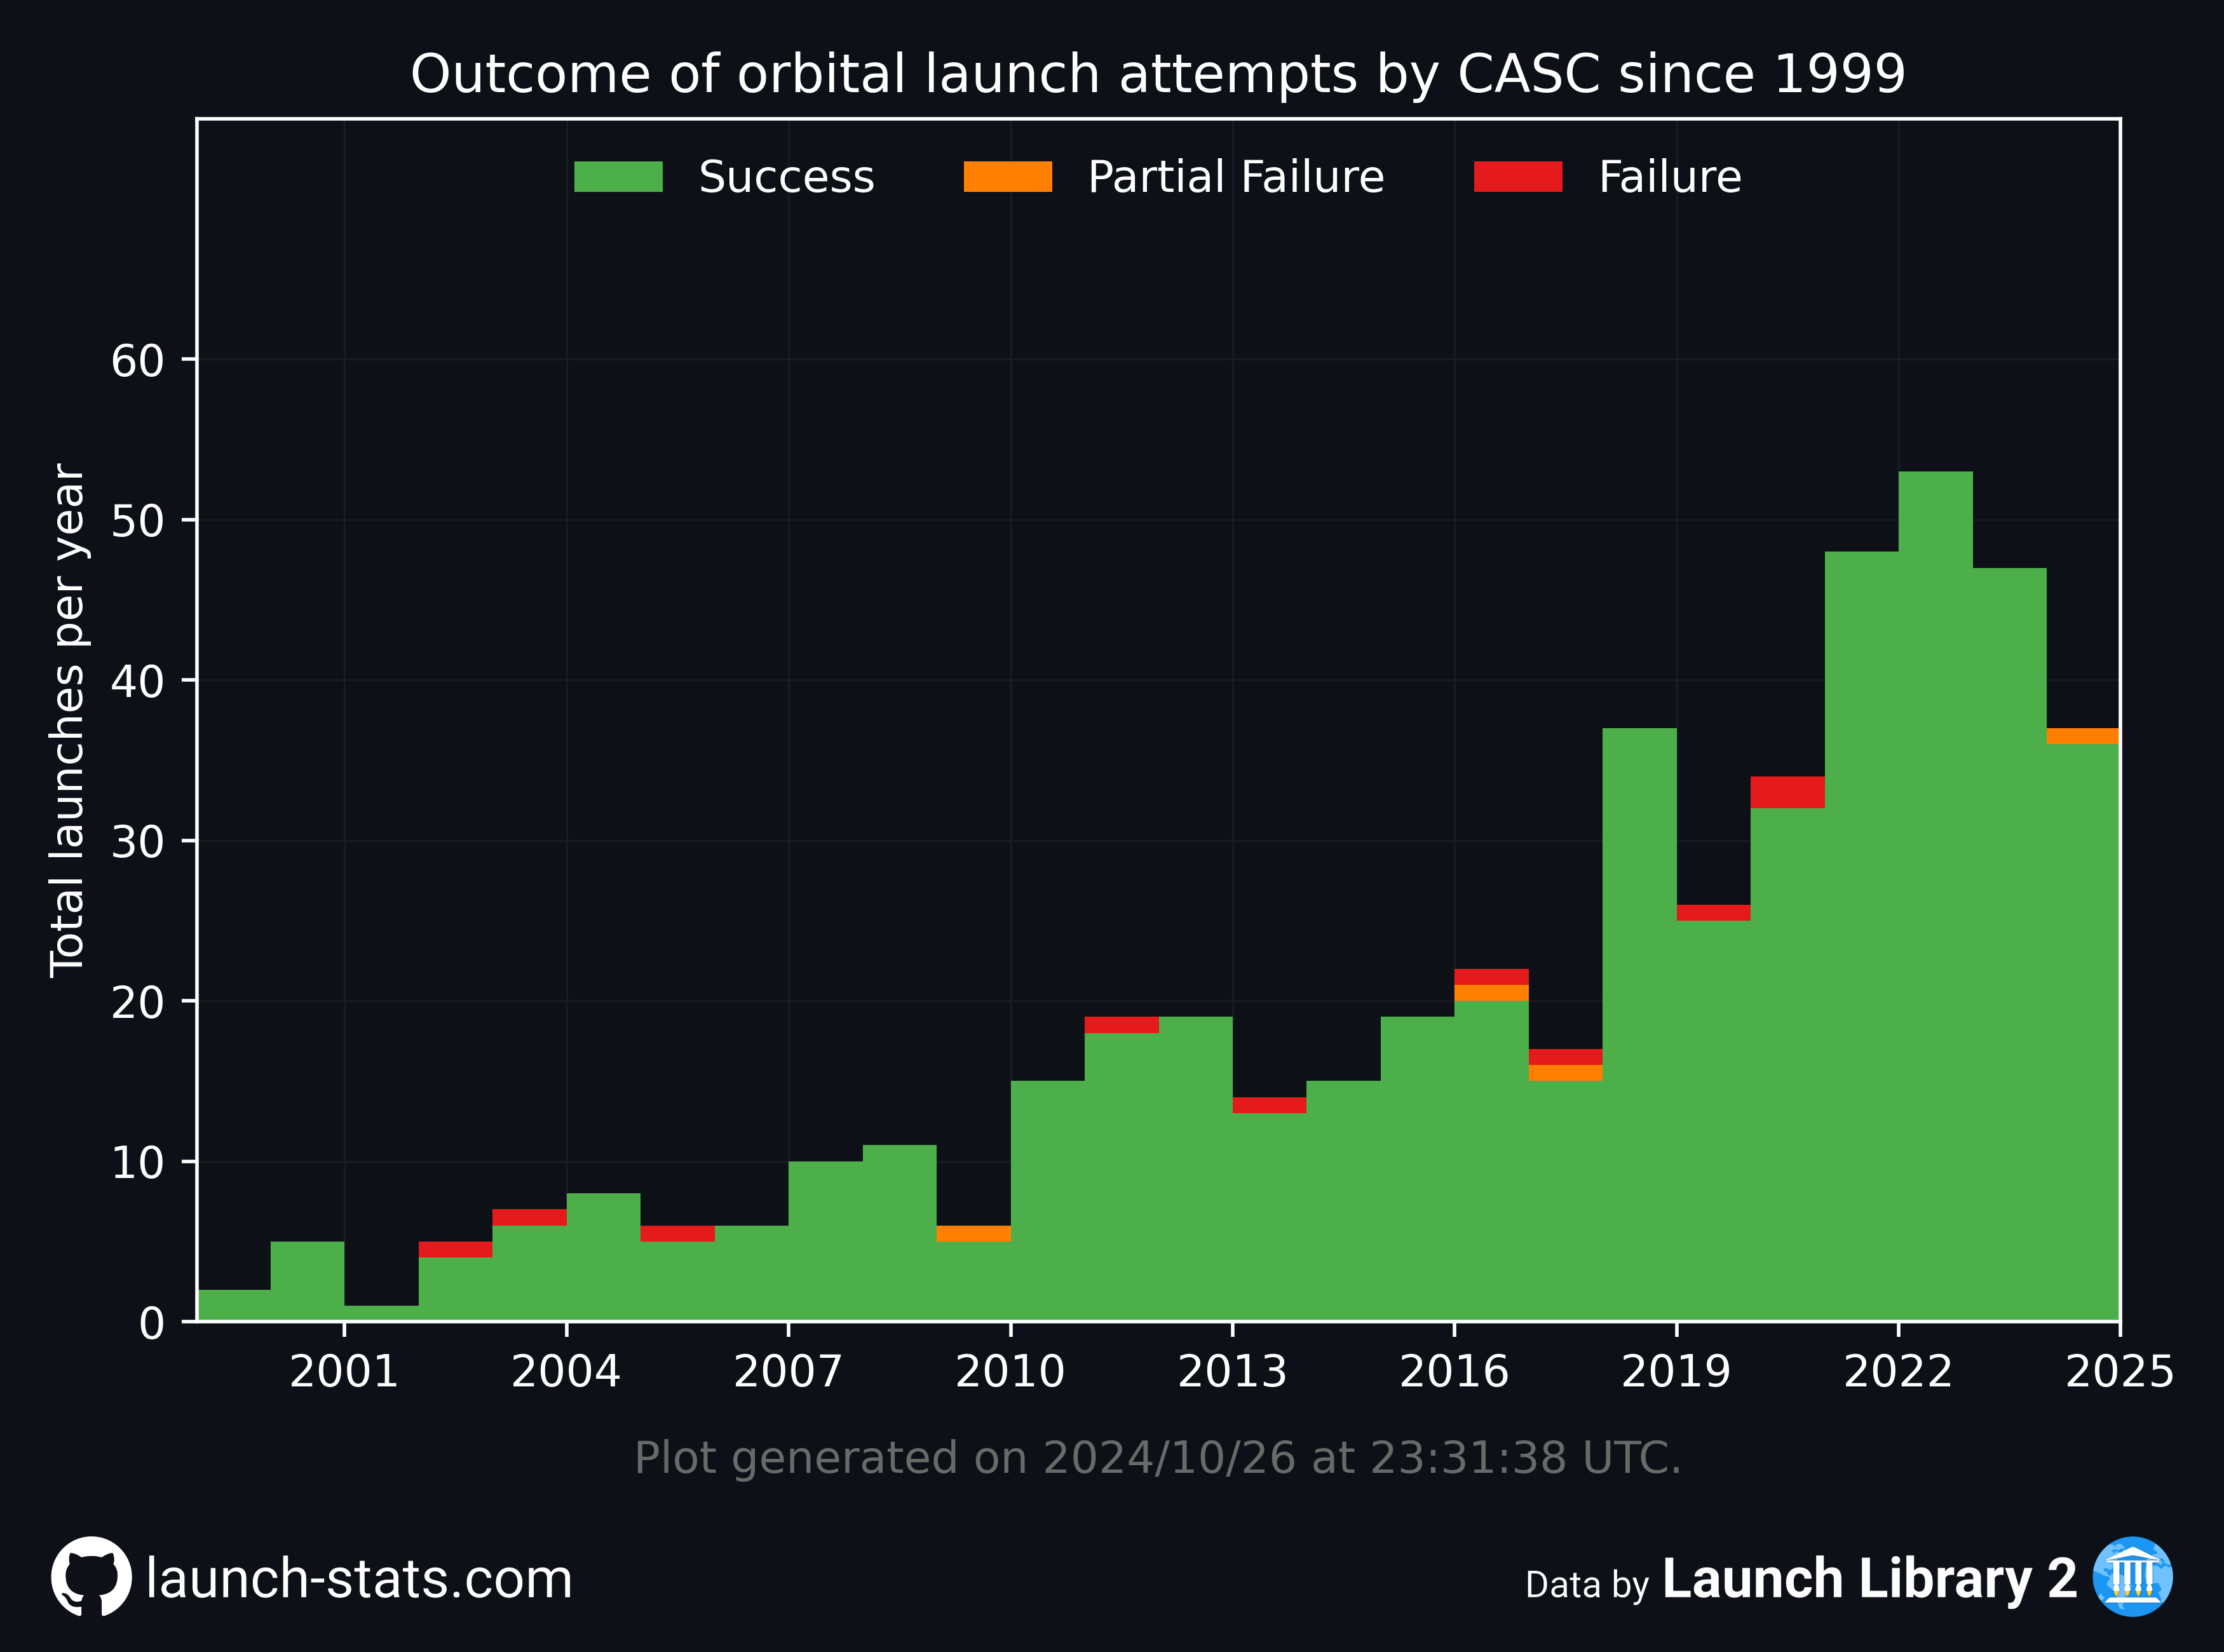 Outcome of orbital launch attempts by CASC since 1999
Success Partial Failure Failure
Total launches per year
60
50
40
30
20
10
0
2001 2004 2007 2010 2013 2016 2019 2022 2025
Plot generated on 2024/10/26 at 23:31:38 UTC.
launch-stats.com
Data by Launch Library 2